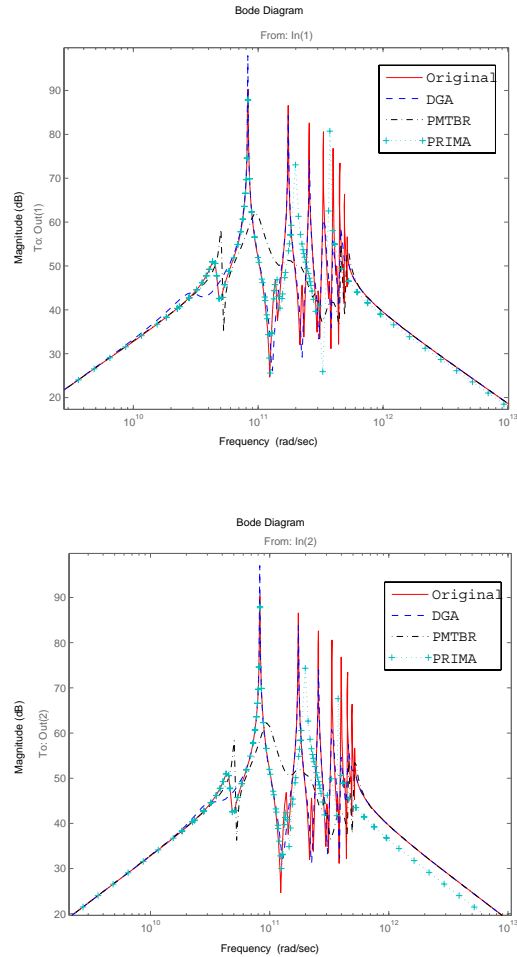 Bode Diagram
From: In(1)
Original
DGA
PMTBR
PRIMA
Magnitude (dB)
To: Out(1)
90
80
70
60
50
40
30
20
10^10
10^11
10^12
10^13
Frequency (rad/sec)
Bode Diagram
From: In(2)
Original
DGA
PMTBR
PRIMA
Magnitude (dB)
To: Out(2)
90
80
70
60
50
40
30
20
10^10
10^11
10^12
10^13
Frequency (rad/sec)